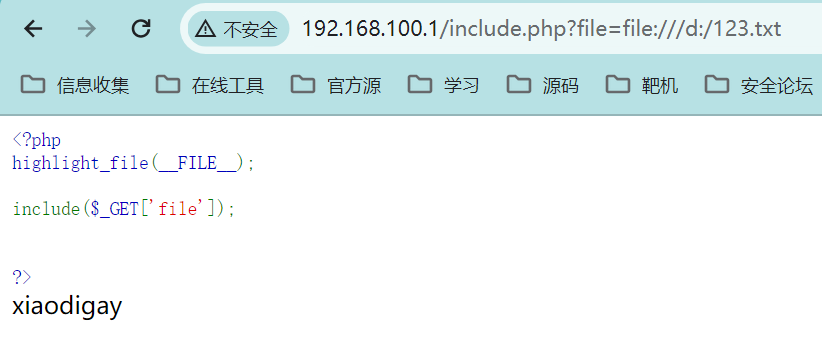 不安全 192.168.100.1/include.php?file=file:///d:/123.txt
信息收集 在线工具 官方源 学习 源码 靶机 安全论坛
<?php
highlight_file(__FILE__);
include($_GET['file']);
?>
xiaodigay